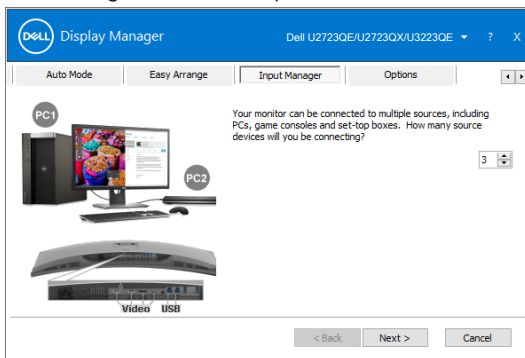 DELL Display Manager
Dell U2723QE/U2723QX/U3223QE ? X
Auto Mode Easy Arrange Input Manager Options
PC1
PC2
Your monitor can be connected to multiple sources, including
PCs, game consoles and set-top boxes. How many source
devices will you be connecting?
3
Video USB
< Back Next > Cancel